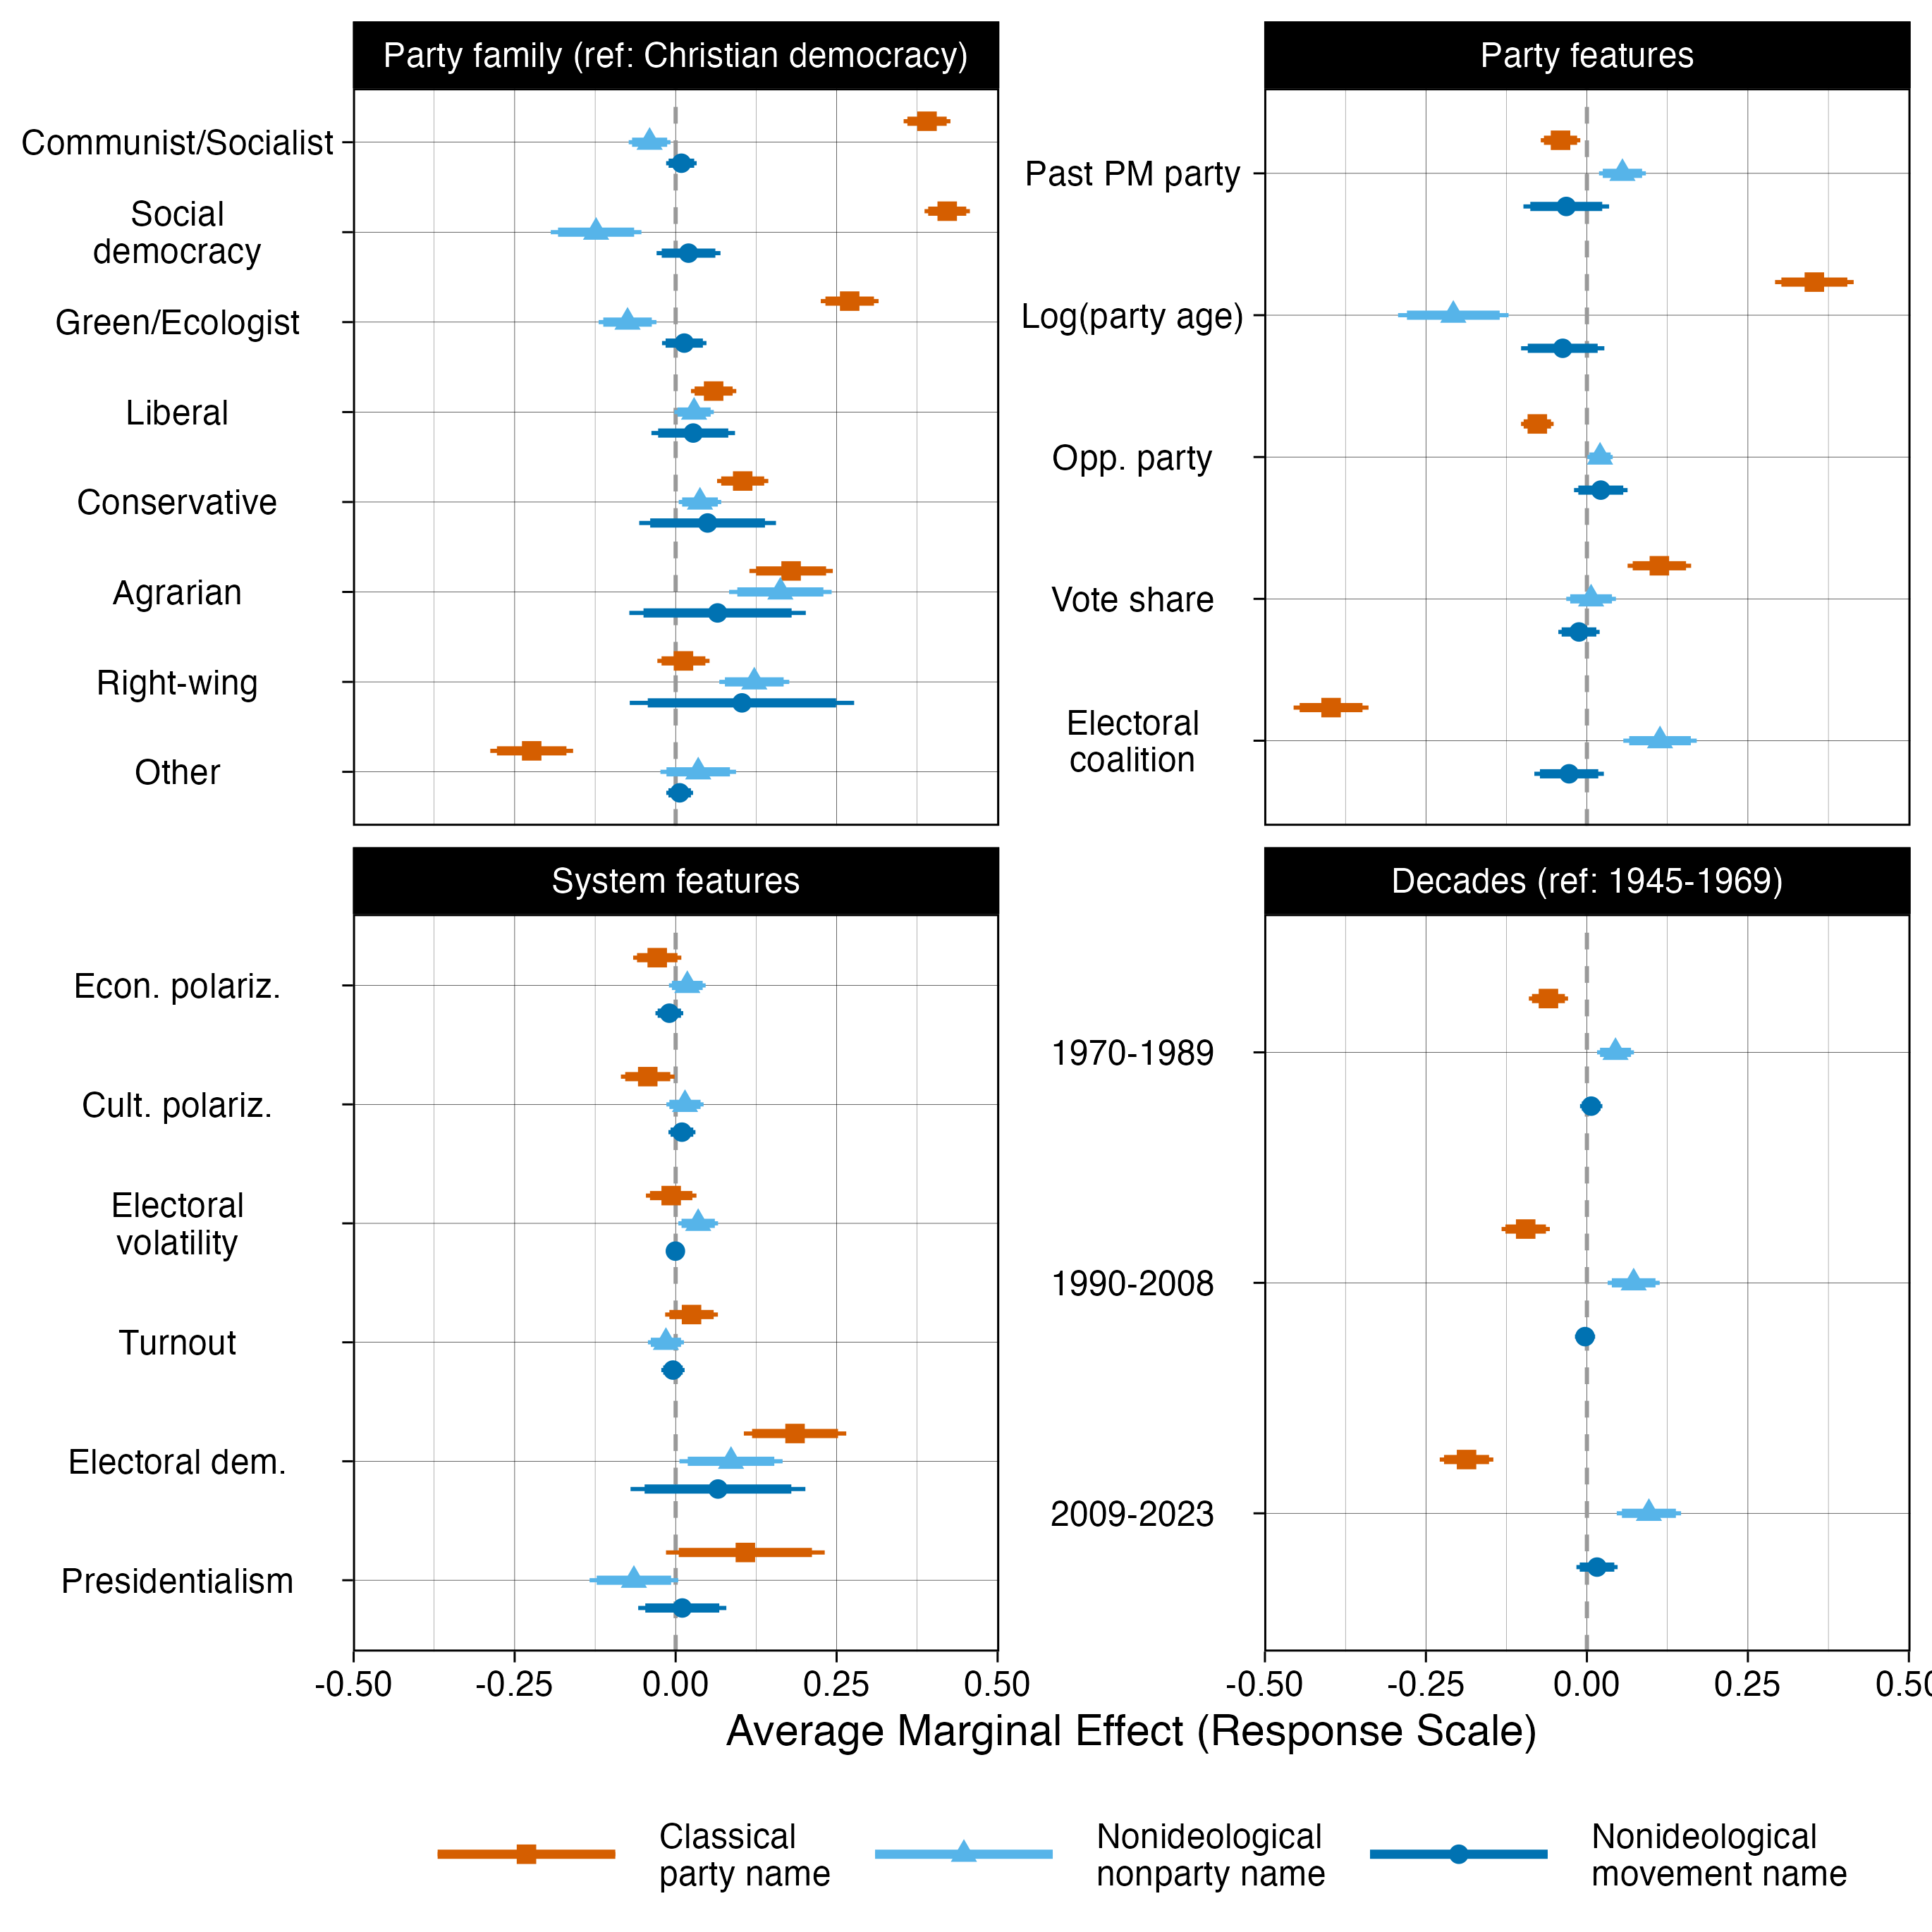 Party family (ref: Christian democracy)
Communist/Socialist
Social
democracy
Green/Ecologist
Liberal
Conservative
Agrarian
Right-wing
Other
Party features
Past PM party
Log(party age)
Opp. party
Vote share
Electoral
coalition
System features
Econ. polariz.
Cult. polariz.
Electoral
volatility
Turnout
Electoral dem.
Presidentialism
-0.50 -0.25 0.00 0.25 0.50
Decades (ref: 1945-1969)
1970-1989
1990-2008
2009-2023
-0.50 -0.25 0.00 0.25 0.50
Average Marginal Effect (Response Scale)
Classical
party name
Nonideological
nonparty name
Nonideological
movement name